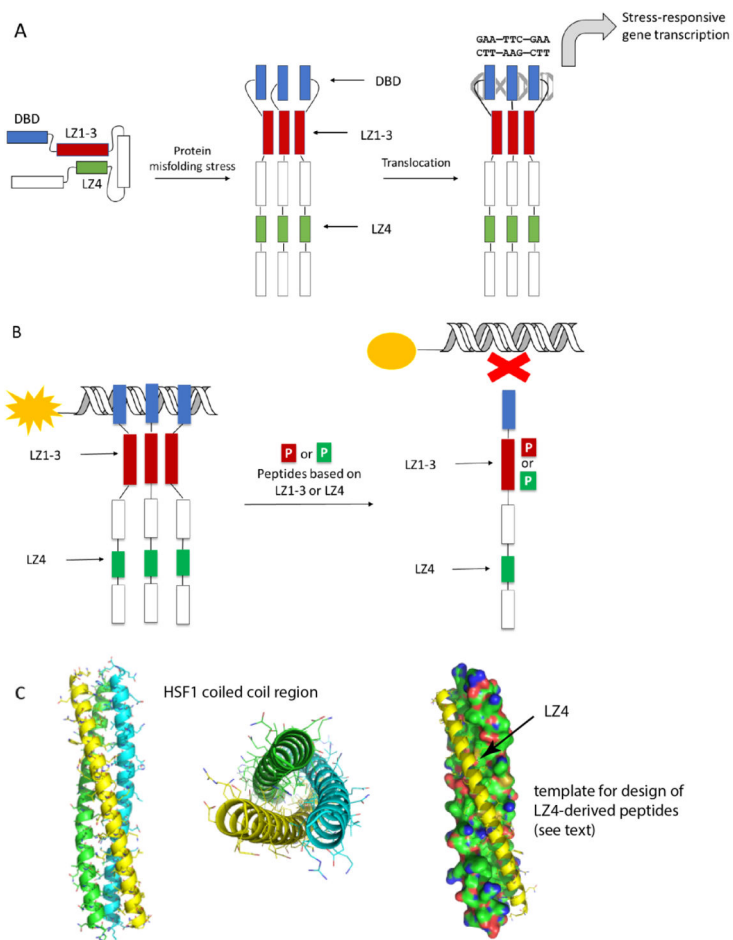 A
GAA–TTC–GAA
CTT–AAG–CTT
Stress-responsive
gene transcription
DBD
DBD
LZ1-3
LZ1-3
Protein
misfolding stress
Translocation
LZ4
LZ4
B
LZ1-3
P or P
Peptides based on
LZ1-3 or LZ4
LZ1-3
P
or
P
LZ4
LZ4
C
HSF1 coiled coil region
LZ4
template for design of
LZ4-derived peptides
(see text)